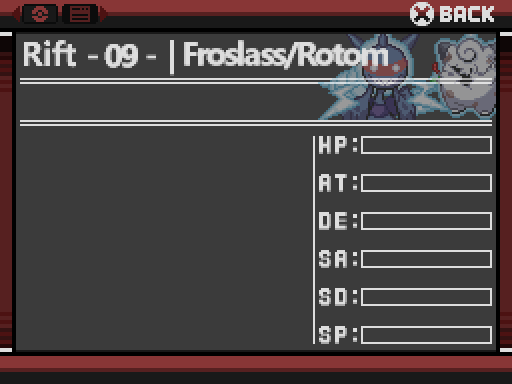 BACK
Rift - 09 - | Froslass/Rotom
HP:
AT:
DE:
SA:
SD:
SP: